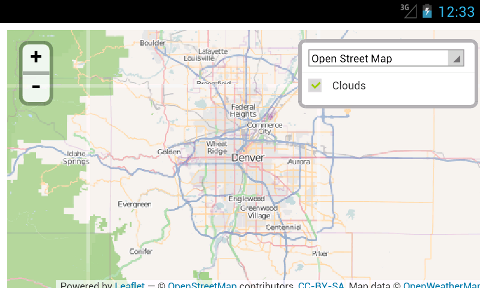 3G 12:33
+
-
Open Street Map
Clouds
Boulder
Lafayette
Louisville
Broomfield
Federal
Heights
Commerce
City
Wheat
Ridge
Golden
Denver
Aurora
Idaho
Springs
Evergreen
Englewood
Greenwood
Village
Centennial
Conifer
Parker
Powered by Leaflet — © OpenStreetMap contributors, CC-BY-SA, Map data © OpenWeatherMap